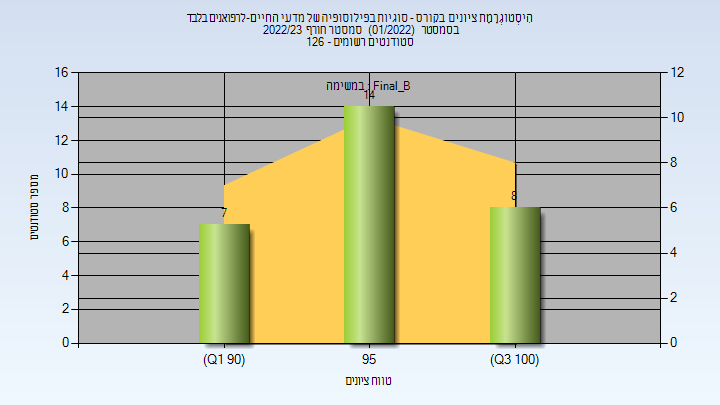 היסטוגרמת ציונים בקורס - סוגיות בפילוסופיה של מדעי החיים-לרפואנים בלבד
בסמסטר (01/2022) סמסטר חורף 2022/23
סטודנטים רשומים - 126
במשימה : Final_B
16
14
12
10
8
6
4
2
0
12
10
8
6
4
2
0
מספר סטודנטים
7
14
8
(Q1 90)
95
(Q3 100)
טווח ציונים